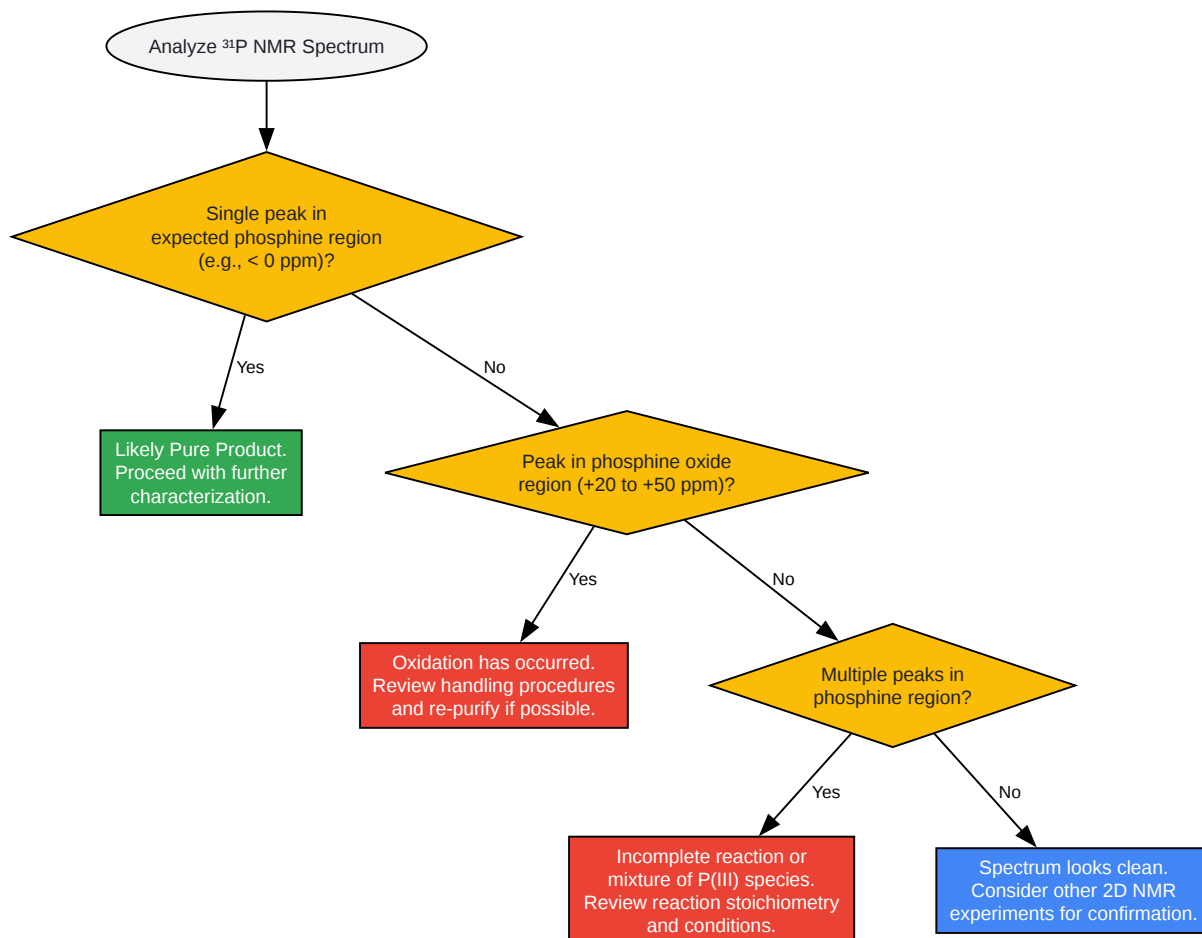 Analyze ³¹P NMR Spectrum
Single peak in
expected phosphine region
(e.g., < 0 ppm)?
Yes
No
Likely Pure Product.
Proceed with further
characterization.
Peak in phosphine oxide
region (+20 to +50 ppm)?
Yes
No
Oxidation has occurred.
Review handling procedures
and re-purify if possible.
Multiple peaks in
phosphine region?
Yes
No
Incomplete reaction or
mixture of P(III) species.
Review reaction stoichiometry
and conditions.
Spectrum looks clean.
Consider other 2D NMR
experiments for confirmation.